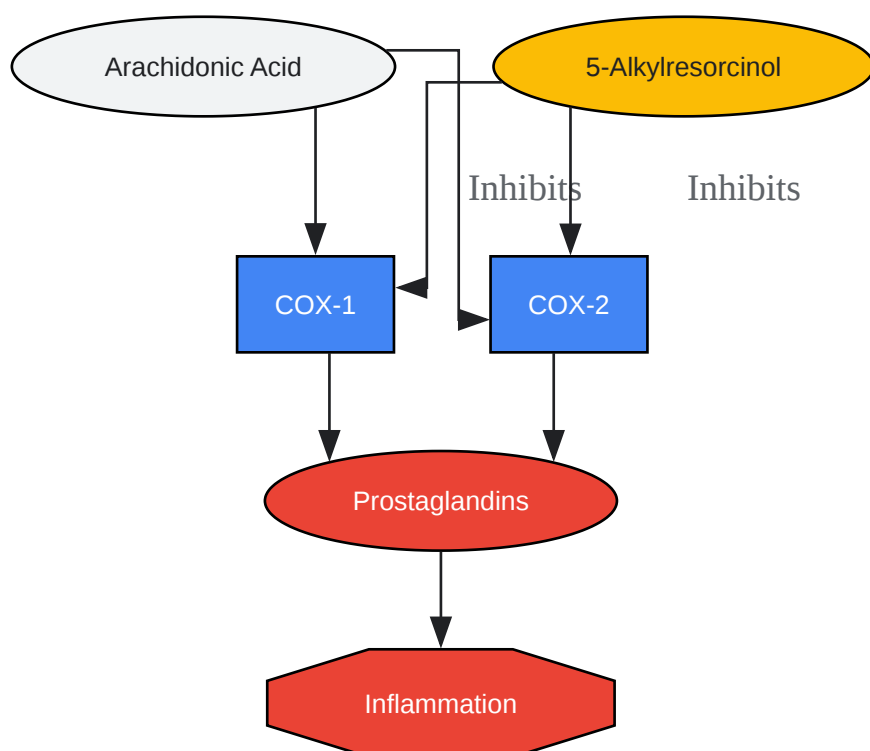 Arachidonic Acid
5-Alkylresorcinol
Inhibits
Inhibits
COX-1
COX-2
Prostaglandins
Inflammation